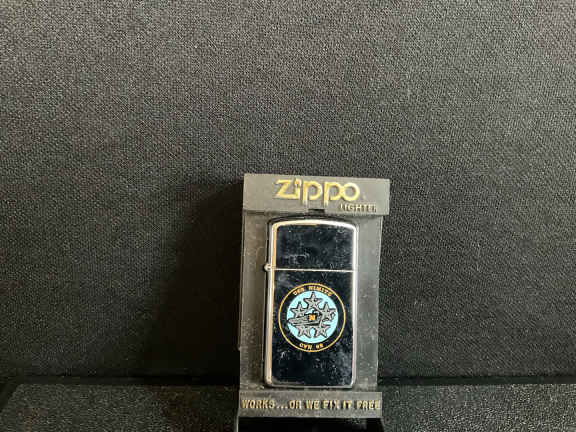 Zippo
LIGHTER
USS NIMITZ
CVN 68
WORKS...OR WE FIX IT FREE